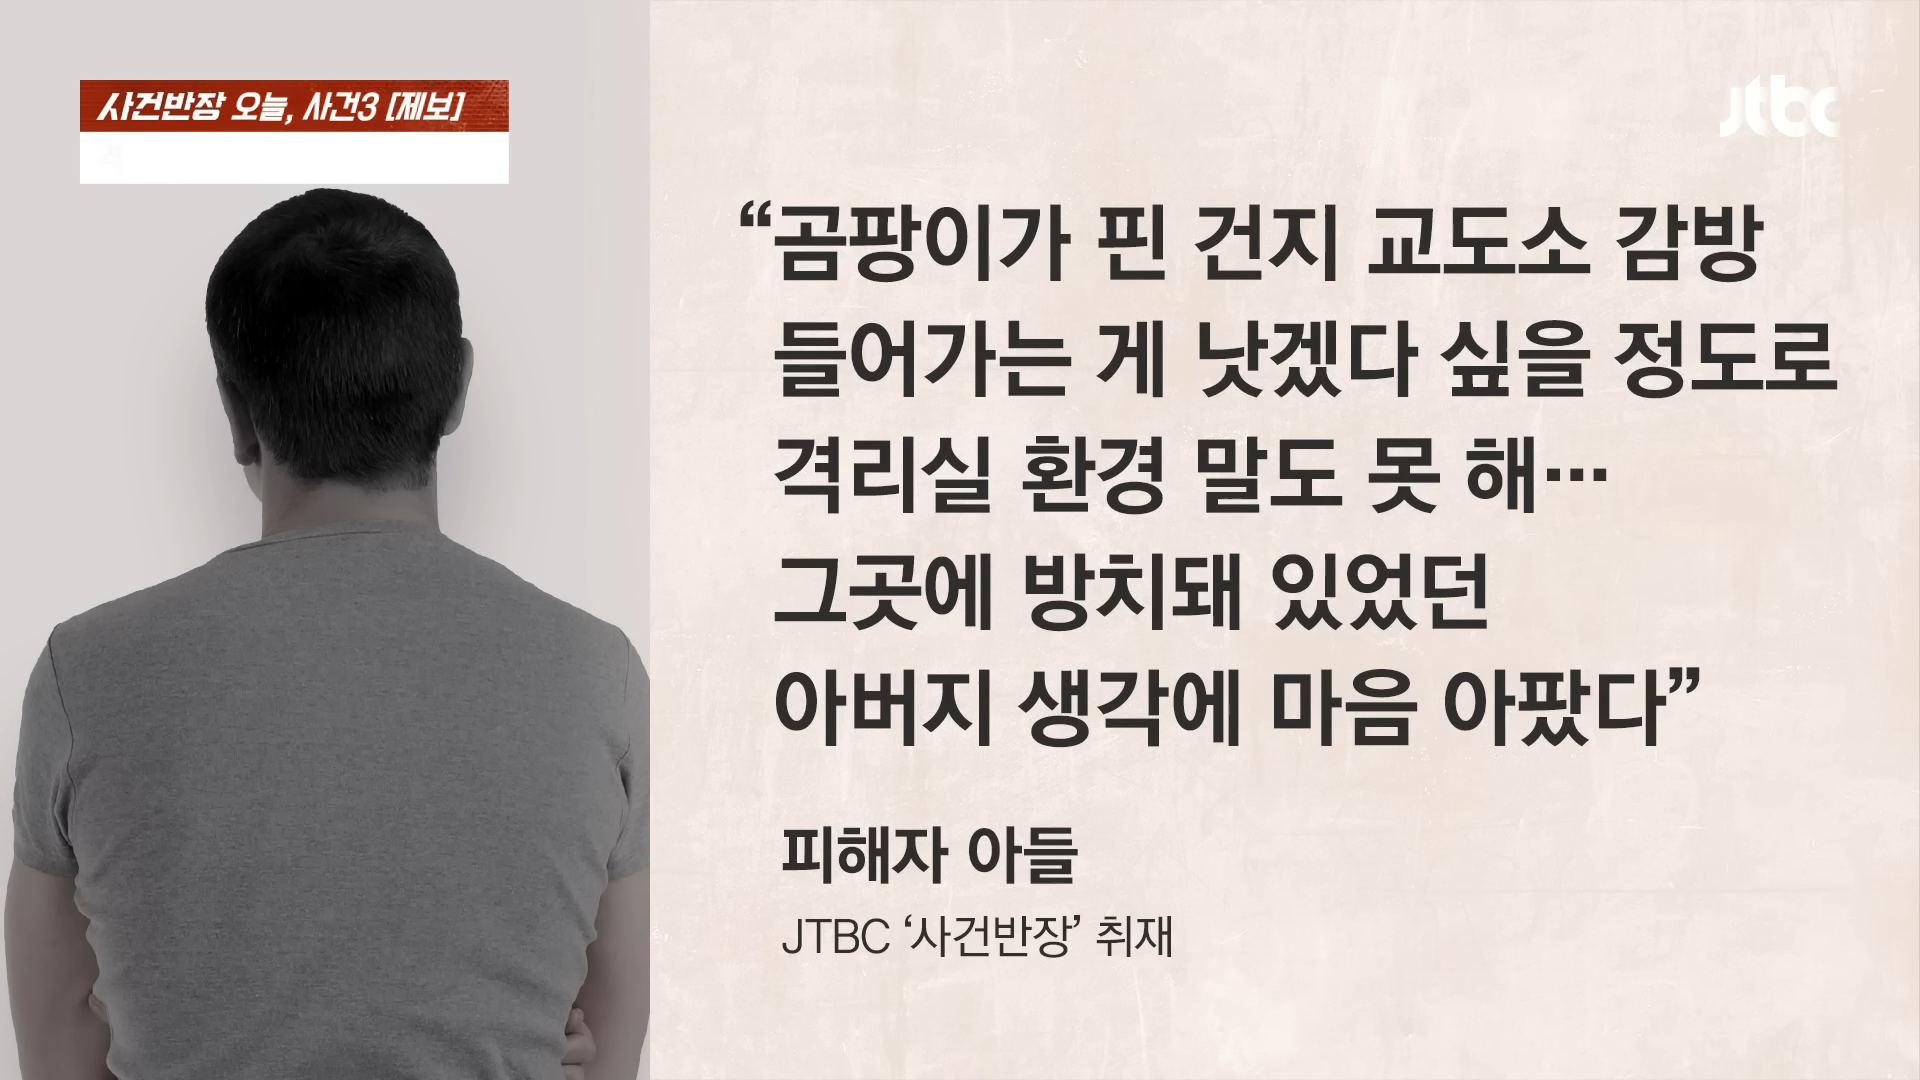 사건반장 오늘, 사건3 [제보]
jtbc
“곰팡이가 핀 건지 교도소 감방
들어가는 게 낫겠다 싶을 정도로
격리실 환경 말도 못 해…
그곳에 방치돼 있었던
아버지 생각에 마음 아팠다”
피해자 아들
JTBC ‘사건반장’ 취재